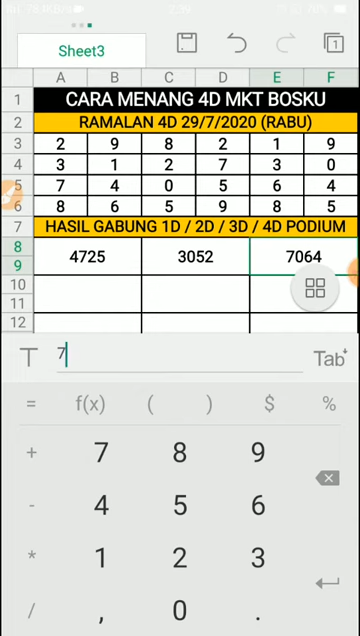 Sheet3
1
A B C D E F
1 CARA MENANG 4D MKT BOSKU
2 RAMALAN 4D 29/7/2020 (RABU)
3 2 9 8 2 1 9
4 3 1 2 7 3 0
5 7 4 0 5 6 4
6 8 6 5 9 8 5
7 HASIL GABUNG 1D / 2D / 3D / 4D PODIUM
8 4725 3052 7064
9
10
11
12
T 7 Tab
= f(x) ( ) $ %
+ 7 8 9
- 4 5 6
* 1 2 3
/ , 0 .